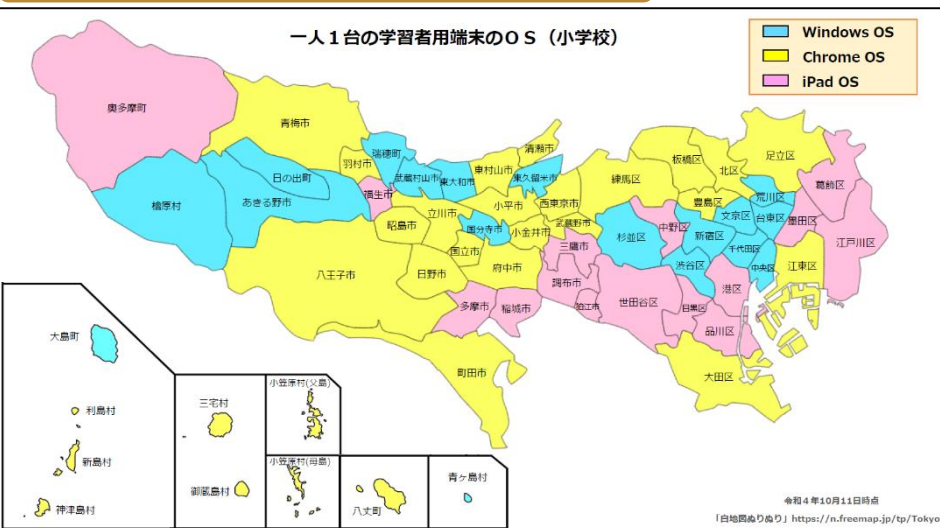 一人1台の学習者用端末のOS(小学校)
Windows OS
Chrome OS
iPad OS
奥多摩町
青梅市
檜原村
日の出町
あきる野市
羽村市
瑞穂町
福生市
武蔵村山市
東大和市
東村山市
清瀬市
東久留米市
昭島市
立川市
小平市
西東京市
国分寺市
国立市
小金井市
武蔵野市
八王子市
日野市
府中市
三鷹市
調布市
狛江市
多摩市
稲城市
町田市
練馬区
板橋区
北区
足立区
葛飾区
豊島区
荒川区
文京区
台東区
墨田区
江戸川区
杉並区
中野区
新宿区
千代田区
渋谷区
中央区
江東区
世田谷区
目黒区
港区
品川区
大田区
大島町
利島村
新島村
神津島村
三宅村
御蔵島村
小笠原村(父島)
小笠原村(母島)
八丈町
青ヶ島村
令和4年10月11日時点
「白地図ぬりぬり」https://n.freemap.jp/tp/Tokyo